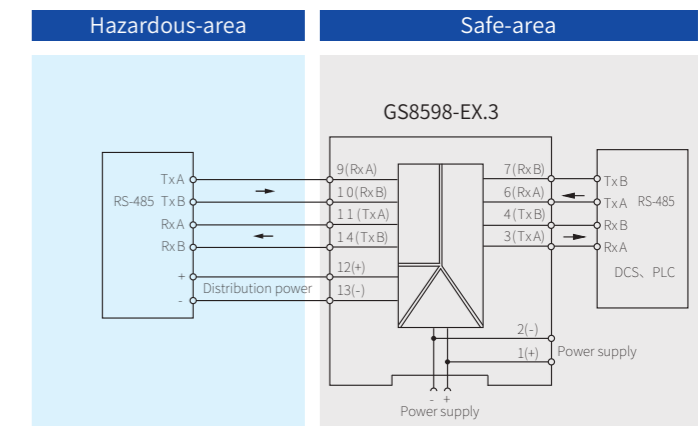 Hazardous-area
Safe-area
GS8598-EX.3
TxA
RS-485 TxB
RxA
RxB
+
-
Distribution power
9(RxA)
10(RxB)
11(TxA)
14(TxB)
12(+)
13(-)
7(RxB)
6(RxA)
4(TxB)
3(TxA)
2(-)
1(+)
Power supply
- +
Power supply
TxB
TxA RS-485
RxB
RxA
DCS、PLC